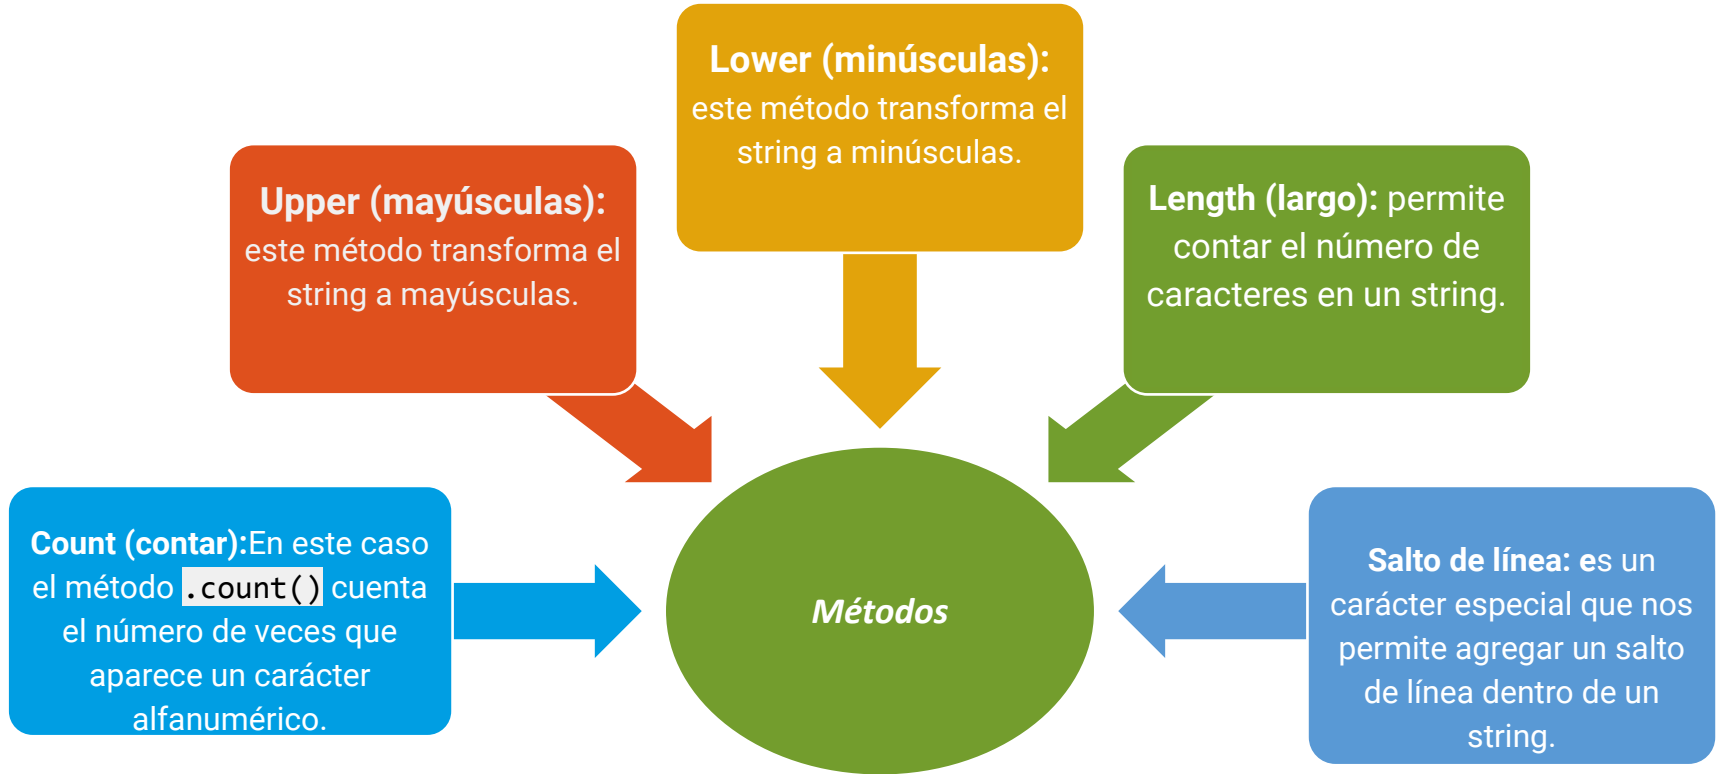 Lower (minúsculas):
este método transforma el
string a minúsculas.
Upper (mayúsculas):
este método transforma el
string a mayúsculas.
Length (largo): permite
contar el número de
caracteres en un string.
Count (contar):En este caso
el método .count() cuenta
el número de veces que
aparece un carácter
alfanumérico.
Métodos
Salto de línea: es un
carácter especial que nos
permite agregar un salto
de línea dentro de un
string.